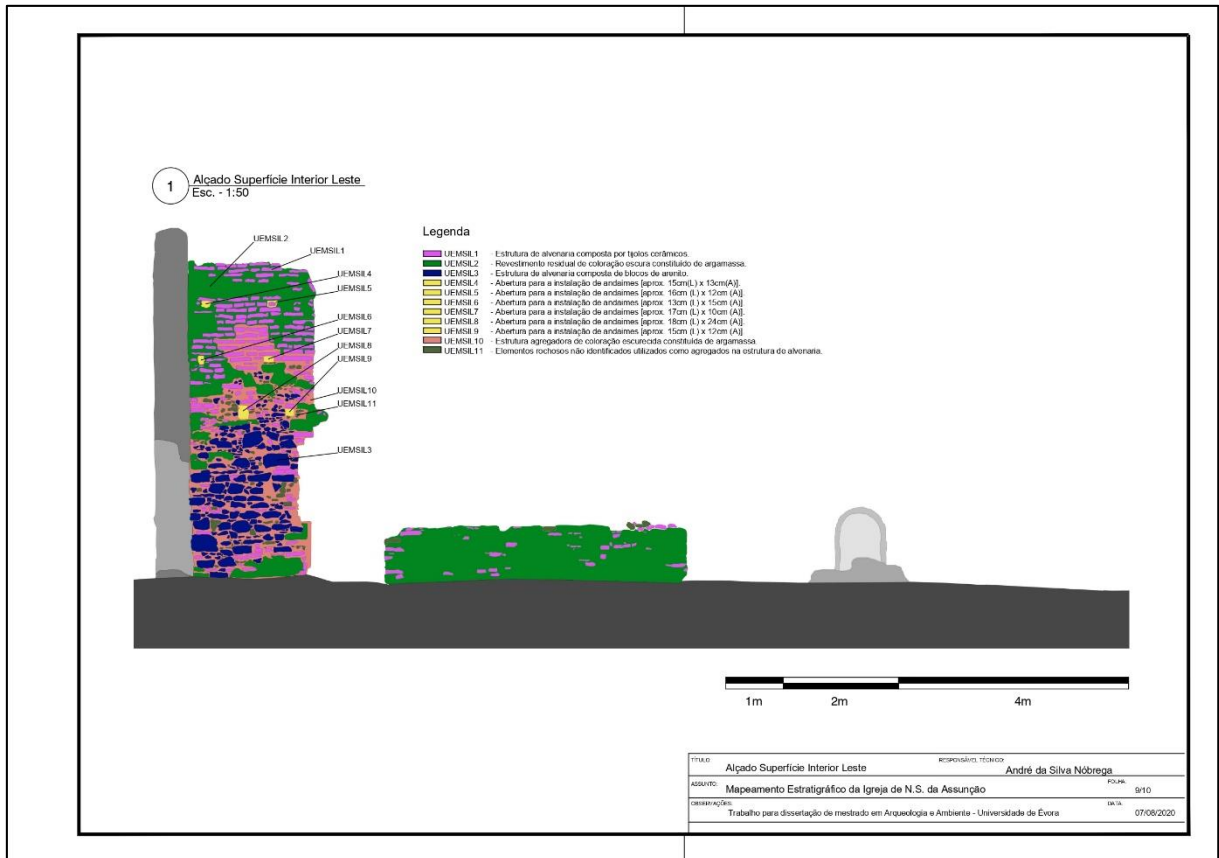 1
Alçado Superfície Interior Leste
Esc. - 1:50
UEMSIL2
UEMSIL1
UEMSIL4
UEMSIL5
UEMSIL6
UEMSIL7
UEMSIL8
UEMSIL9
UEMSIL10
UEMSIL11
UEMSIL3
Legenda
UEMSIL1 - Estrutura de alvenaria composta por tijolos cerâmicos.
UEMSIL2 - Revestimento residual de coloração escura constituído de argamassa.
UEMSIL3 - Estrutura de alvenaria composta de blocos de arenito.
UEMSIL4 - Abertura para a instalação de andaimes [aprox. 15cm(L) x 13cm(A)].
UEMSIL5 - Abertura para a instalação de andaimes [aprox. 16cm (L) x 12cm (A)].
UEMSIL6 - Abertura para a instalação de andaimes [aprox. 13cm (L) x 15cm (A)]
UEMSIL7 - Abertura para a instalação de andaimes [aprox. 17cm (L) x 10cm (A)].
UEMSIL8 - Abertura para a instalação de andaimes [aprox. 18cm (L) x 24cm (A)]
UEMSIL9 - Abertura para a instalação de andaimes [aprox. 15cm (L) x 12cm (A)]
UEMSIL10 - Estrutura agregadora de coloração escurecida constituída de argamassa.
UEMSIL11 - Elementos rochosos não identificados utilizados como agregados na estrutura de alvenaria.
1m 2m 4m
TÍTULO: Alçado Superfície Interior Leste RESPONSÁVEL TÉCNICO: André da Silva Nóbrega
ASSUNTO: Mapeamento Estratigráfico da Igreja de N.S. da Assunção FOLHA: 9/10
OBSERVAÇÕES: Trabalho para dissertação de mestrado em Arqueologia e Ambiente - Universidade de Évora DATA: 07/08/2020